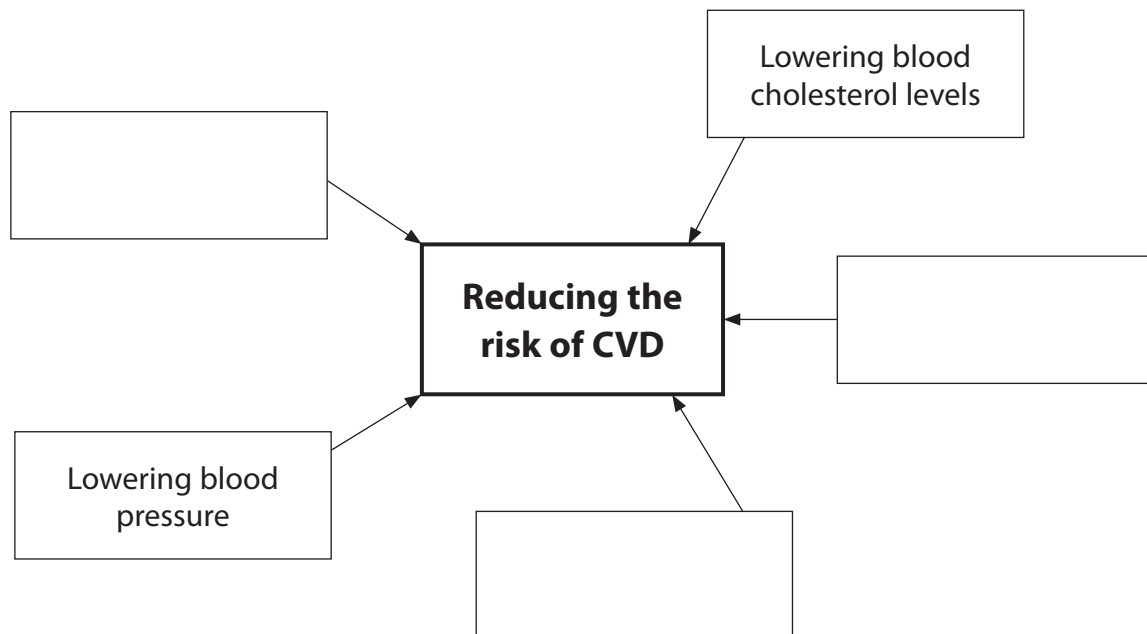 Lowering blood
cholesterol levels
Reducing the
risk of CVD
Lowering blood
pressure